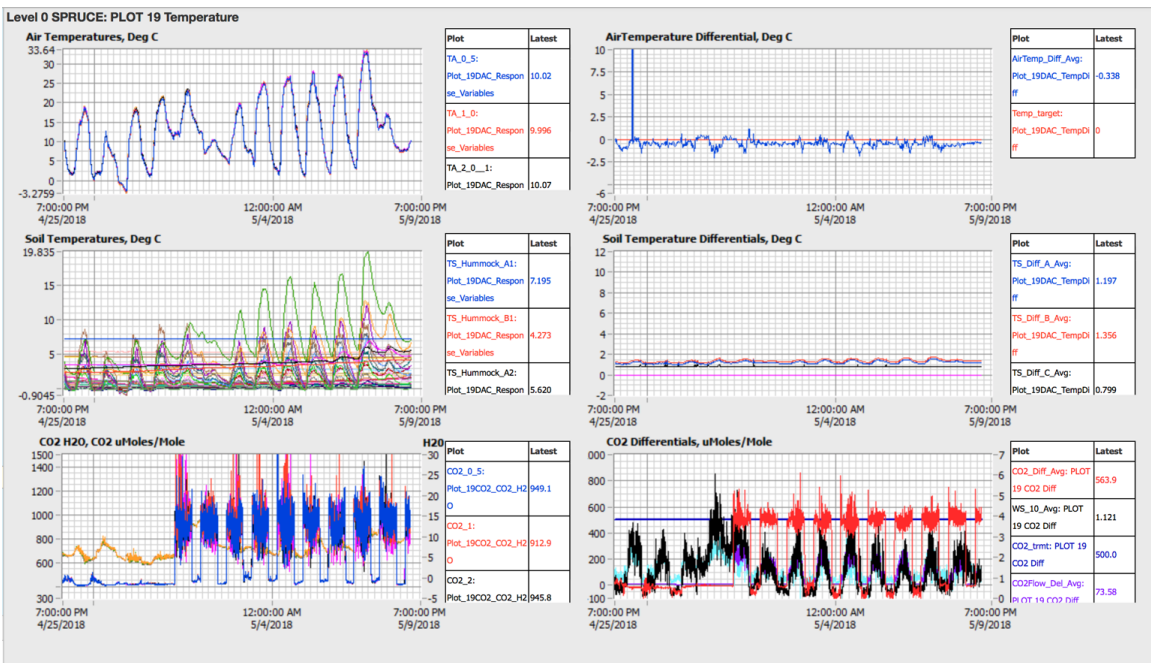 Level 0 SPRUCE: PLOT 19 Temperature
Air Temperatures, Deg C
33.64
30
25
20
15
10
5
0
-3.2759
7:00:00 PM
4/25/2018
12:00:00 AM
5/4/2018
7:00:00 PM
5/9/2018
Plot Latest
TA_0_5:
Plot_19DAC_Respon 10.02
se_Variables
TA_1_0:
Plot_19DAC_Respon 9.996
se_Variables
TA_2_0__1:
Plot_19DAC_Respon 10.07
AirTemperature Differential, Deg C
10
7.5
5
2.5
0
-2.5
-6
7:00:00 PM
4/25/2018
12:00:00 AM
5/4/2018
7:00:00 PM
5/9/2018
Plot Latest
AirTemp_Diff_Avg:
Plot_19DAC_TempDi -0.338
ff
Temp_target:
Plot_19DAC_TempDi 0
ff
Soil Temperatures, Deg C
19.835
15
10
5
-0.9045
7:00:00 PM
4/25/2018
12:00:00 AM
5/4/2018
7:00:00 PM
5/9/2018
Plot Latest
TS_Hummock_A1:
Plot_19DAC_Respon 7.195
se_Variables
TS_Hummock_B1:
Plot_19DAC_Respon 4.273
se_Variables
TS_Hummock_A2:
Plot_19DAC_Respon 5.620
Soil Temperature Differentials, Deg C
12
10
8
6
4
2
0
-2
7:00:00 PM
4/25/2018
12:00:00 AM
5/4/2018
7:00:00 PM
5/9/2018
Plot Latest
TS_Diff_A_Avg:
Plot_19DAC_TempDi 1.197
ff
TS_Diff_B_Avg:
Plot_19DAC_TempDi 1.356
ff
TS_Diff_C_Avg:
Plot_19DAC_TempDi 0.799
CO2 H2O, CO2 uMoles/Mole H2O
1500
1400
1200
1000
800
600
300
30
25
20
15
10
5
0
-5
7:00:00 PM
4/25/2018
12:00:00 AM
5/4/2018
7:00:00 PM
5/9/2018
Plot Latest
CO2_0_5:
Plot_19CO2_CO2_H2 949.1
O
CO2_1:
Plot_19CO2_CO2_H2 912.9
O
CO2_2:
Plot_19CO2_CO2_H2 945.8
CO2 Differentials, uMoles/Mole
000
800
600
400
200
0
100
7
6
5
4
3
2
1
0
7:00:00 PM
4/25/2018
12:00:00 AM
5/4/2018
7:00:00 PM
5/9/2018
Plot Latest
CO2_Diff_Avg: PLOT 563.9
19 CO2 Diff
WS_10_Avg: PLOT 1.121
19 CO2 Diff
CO2_trmt: PLOT 19 500.0
CO2 Diff
CO2Flow_Del_Avg: 73.58
PLOT 19 CO2 Diff